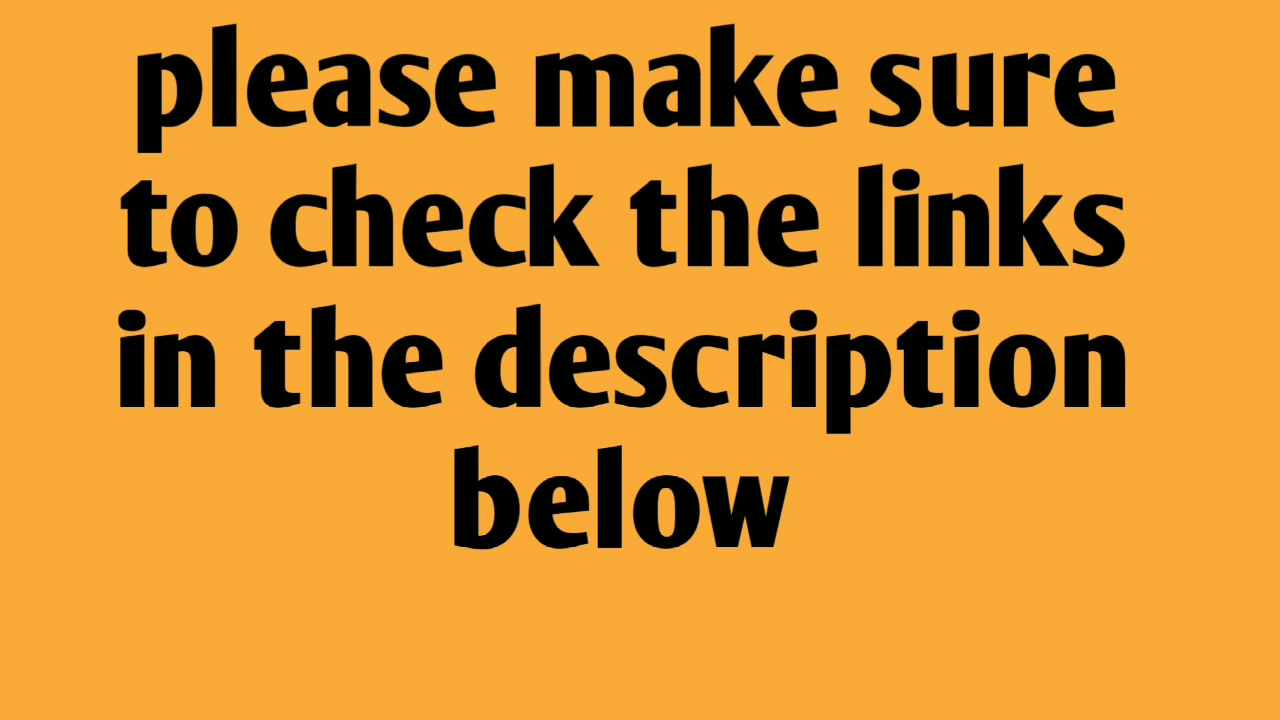 please make sure
to check the links
in the description
below